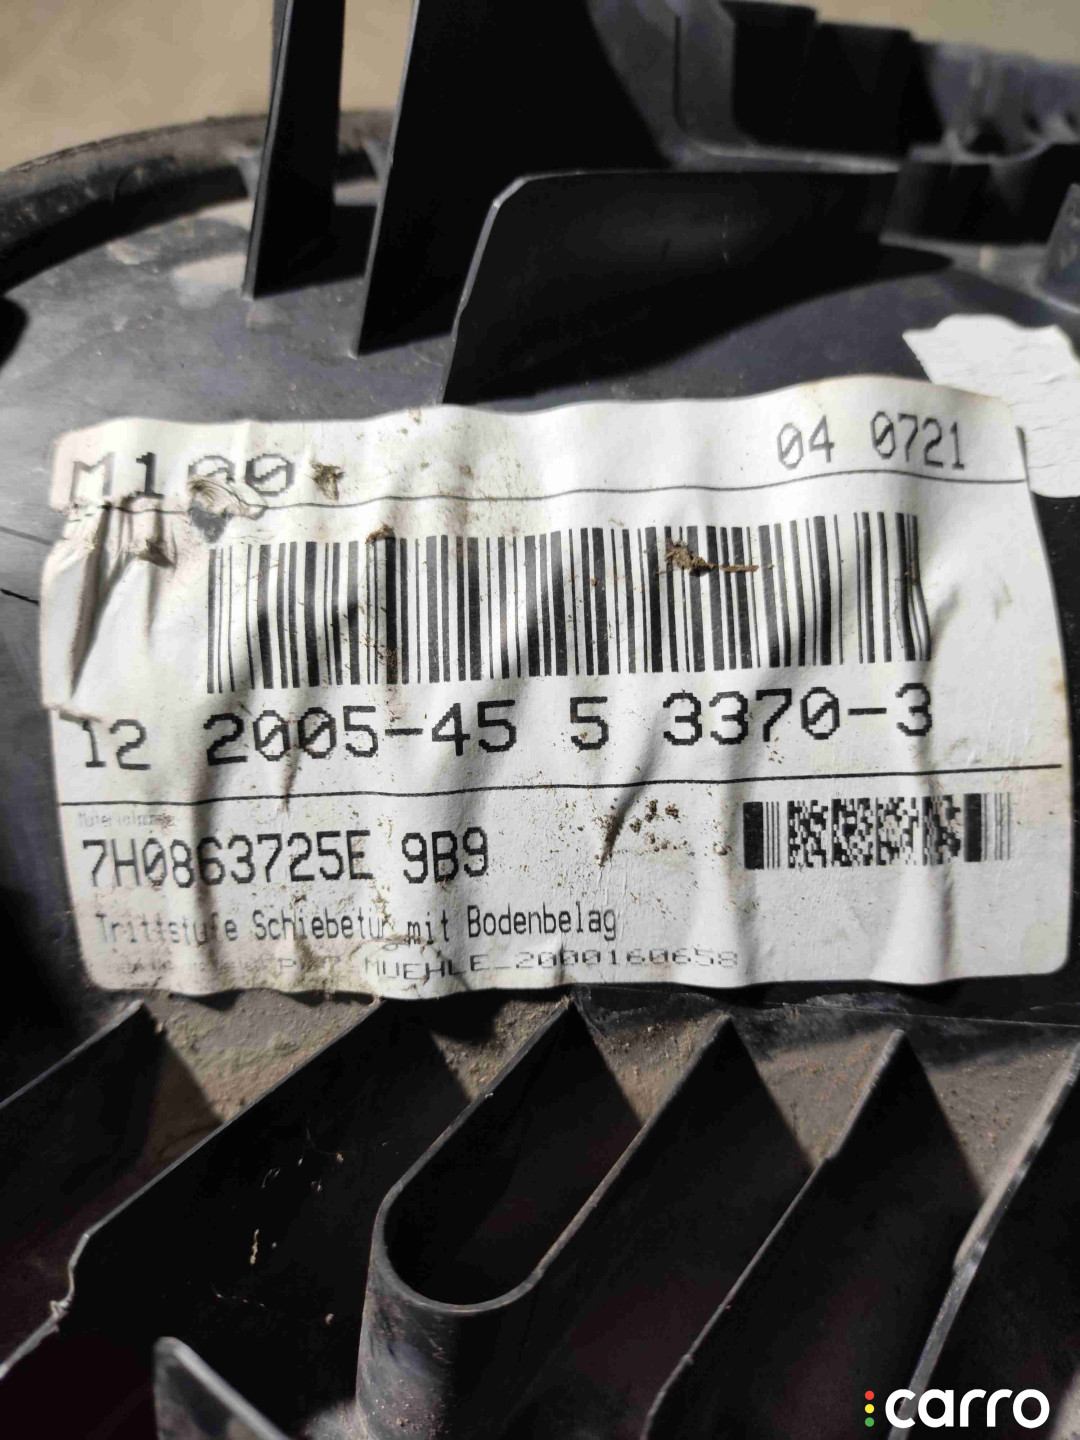 M100 04 0721
12 2005-45 5 3370-3
7H0863725E 9B9
Trittstufe Schiebetür mit Bodenbelag
MUEHLE_2000160658
carro